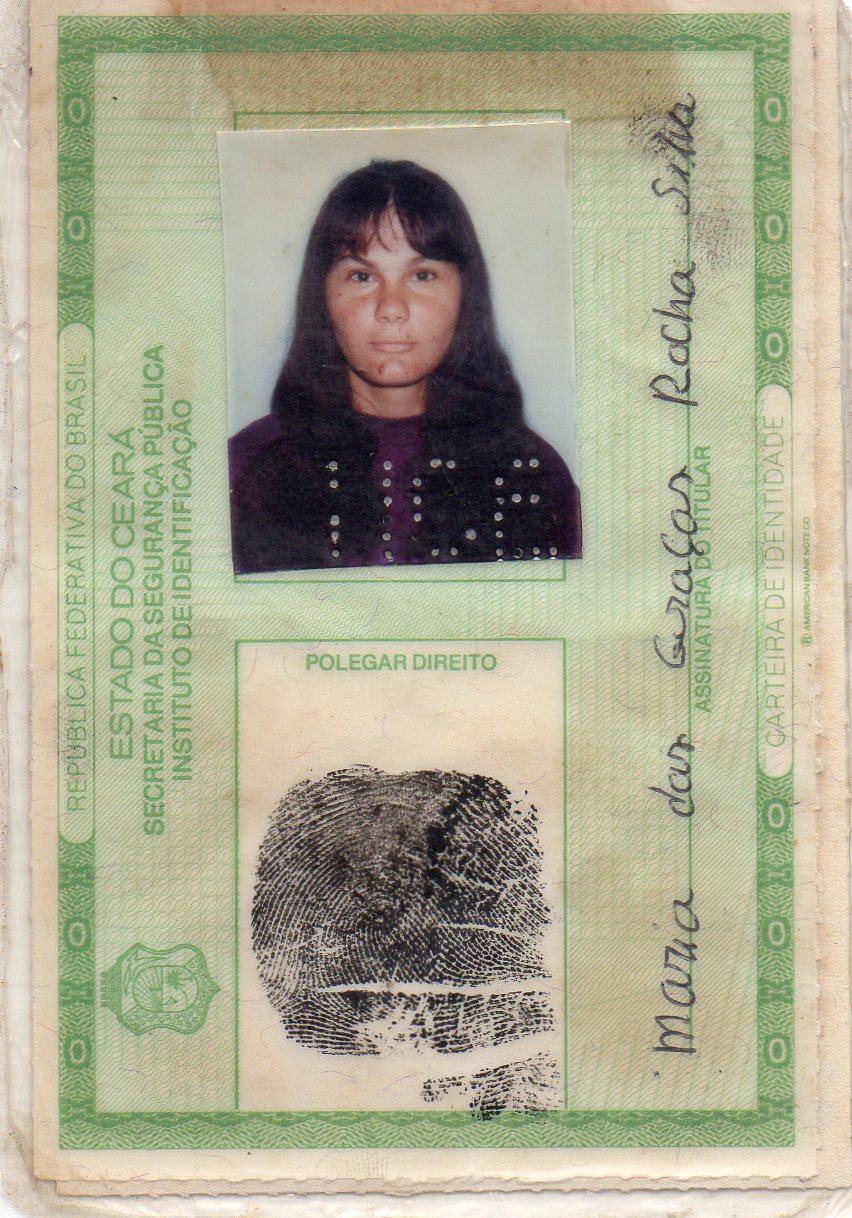 REPÚBLICA FEDERATIVA DO BRASIL
ESTADO DO CEARÁ
SECRETARIA DA SEGURANÇA PÚBLICA
INSTITUTO DE IDENTIFICAÇÃO
POLEGAR DIREITO
Maria das Graças Rocha Silva
ASSINATURA DO TITULAR
CARTEIRA DE IDENTIDADE
® AMERICAN BANK NOTE CO